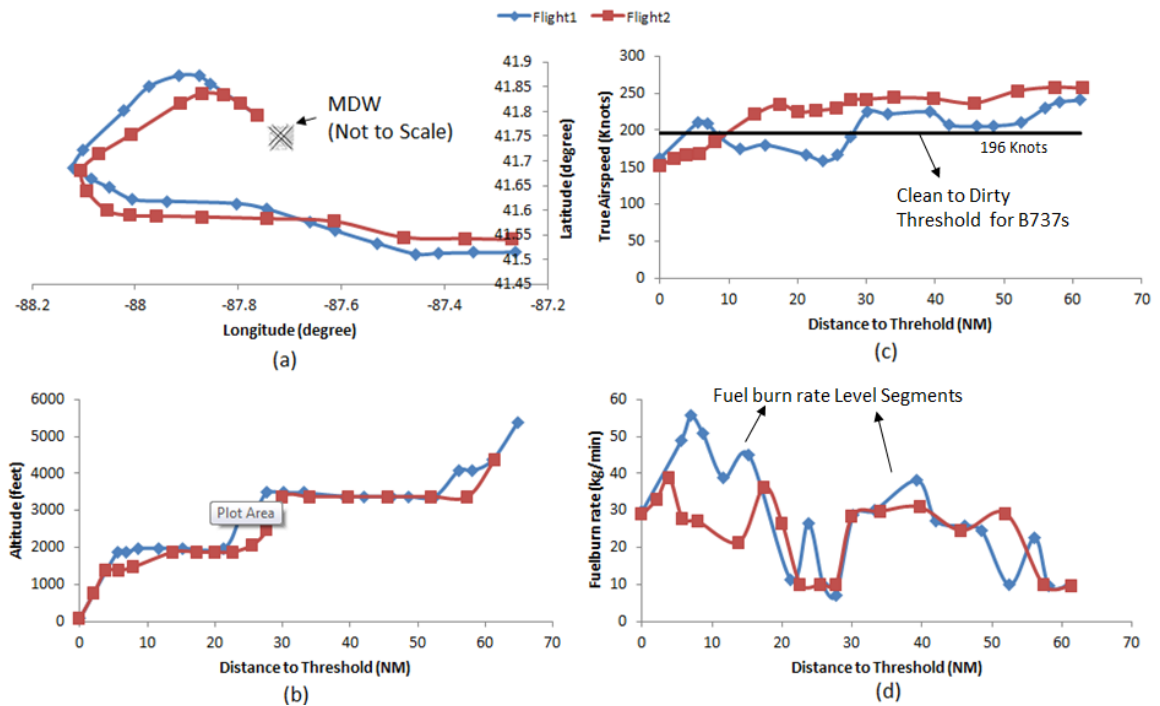 Flight1 Flight2
41.9
41.85
41.8
41.75
41.7
41.65
41.6
41.55
41.5
41.45
Latitude (degree)
MDW
(Not to Scale)
-88.2 -88 -87.8 -87.6 -87.4 -87.2
Longitude (degree)
(a)
300
250
200
150
100
50
0
True Airspeed (Knots)
196 Knots
Clean to Dirty
Threshold for B737s
0 10 20 30 40 50 60 70
Distance to Threhold (NM)
(c)
6000
5000
4000
3000
2000
1000
0
Altitude (feet)
Plot Area
0 10 20 30 40 50 60 70
Distance to Threshold (NM)
(b)
60
50
40
30
20
10
0
Fuelburn rate (kg/min)
Fuel burn rate Level Segments
0 10 20 30 40 50 60 70
Distance to Threshold (NM)
(d)